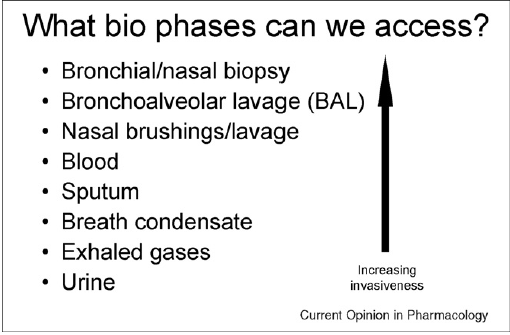 What bio phases can we access?
• Bronchial/nasal biopsy
• Bronchoalveolar lavage (BAL)
• Nasal brushings/lavage
• Blood
• Sputum
• Breath condensate
• Exhaled gases
• Urine
Increasing
invasiveness
Current Opinion in Pharmacology